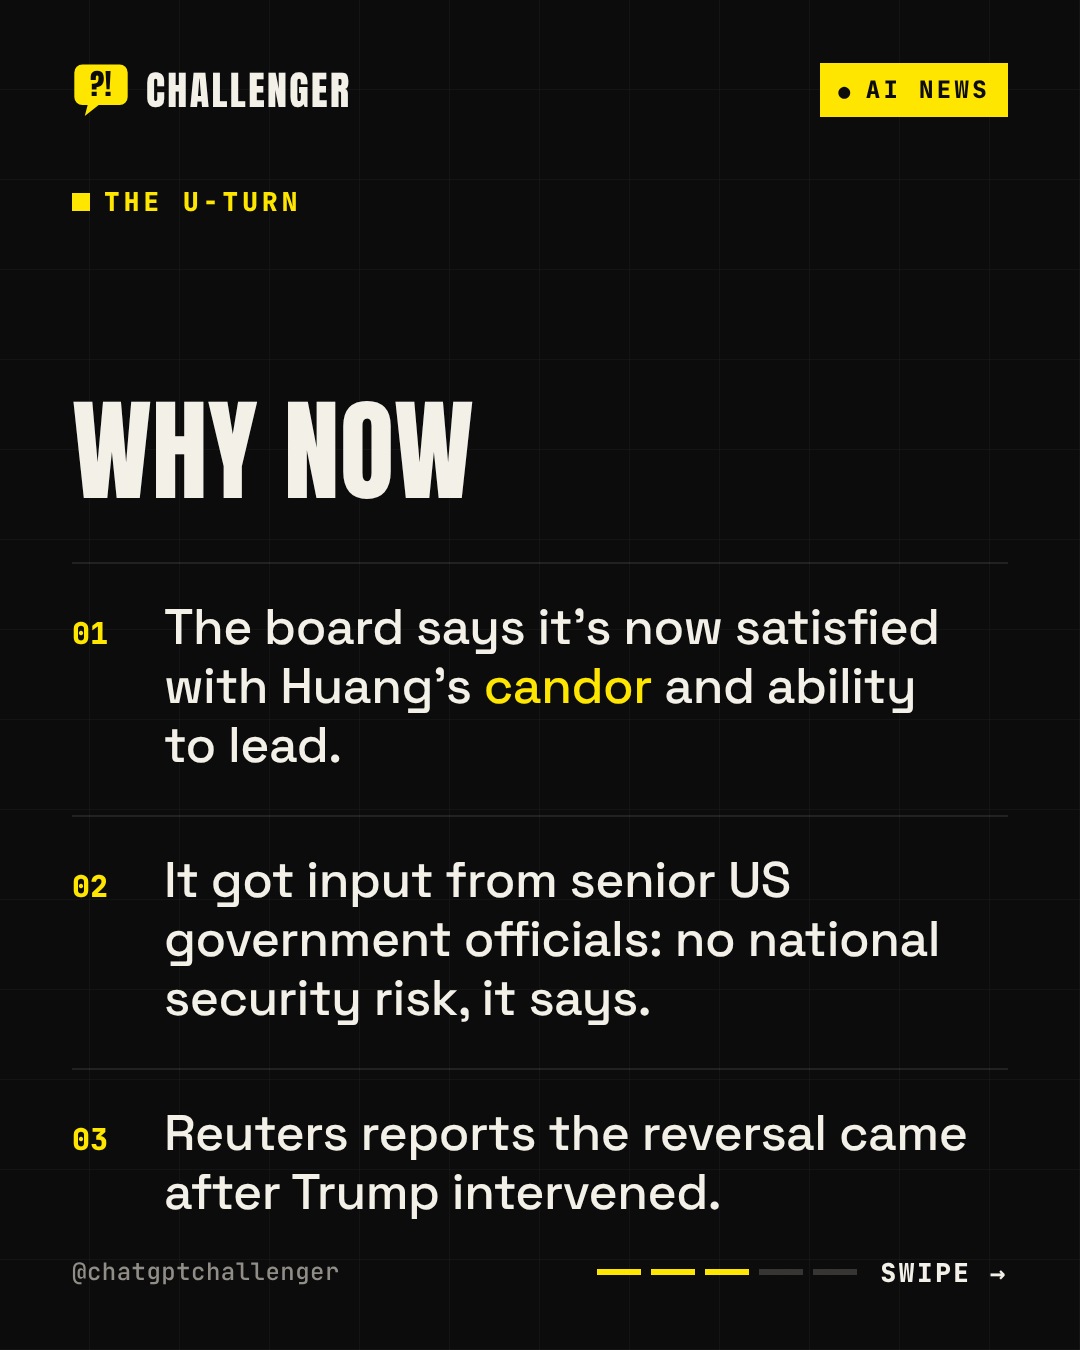 ?!
CHALLENGER
● AI NEWS
THE U-TURN
WHY NOW
01
The board says it’s now satisfied
with Huang’s candor and ability
to lead.
02
It got input from senior US
government officials: no national
security risk, it says.
03
Reuters reports the reversal came
after Trump intervened.
@chatgptchallenger
SWIPE →